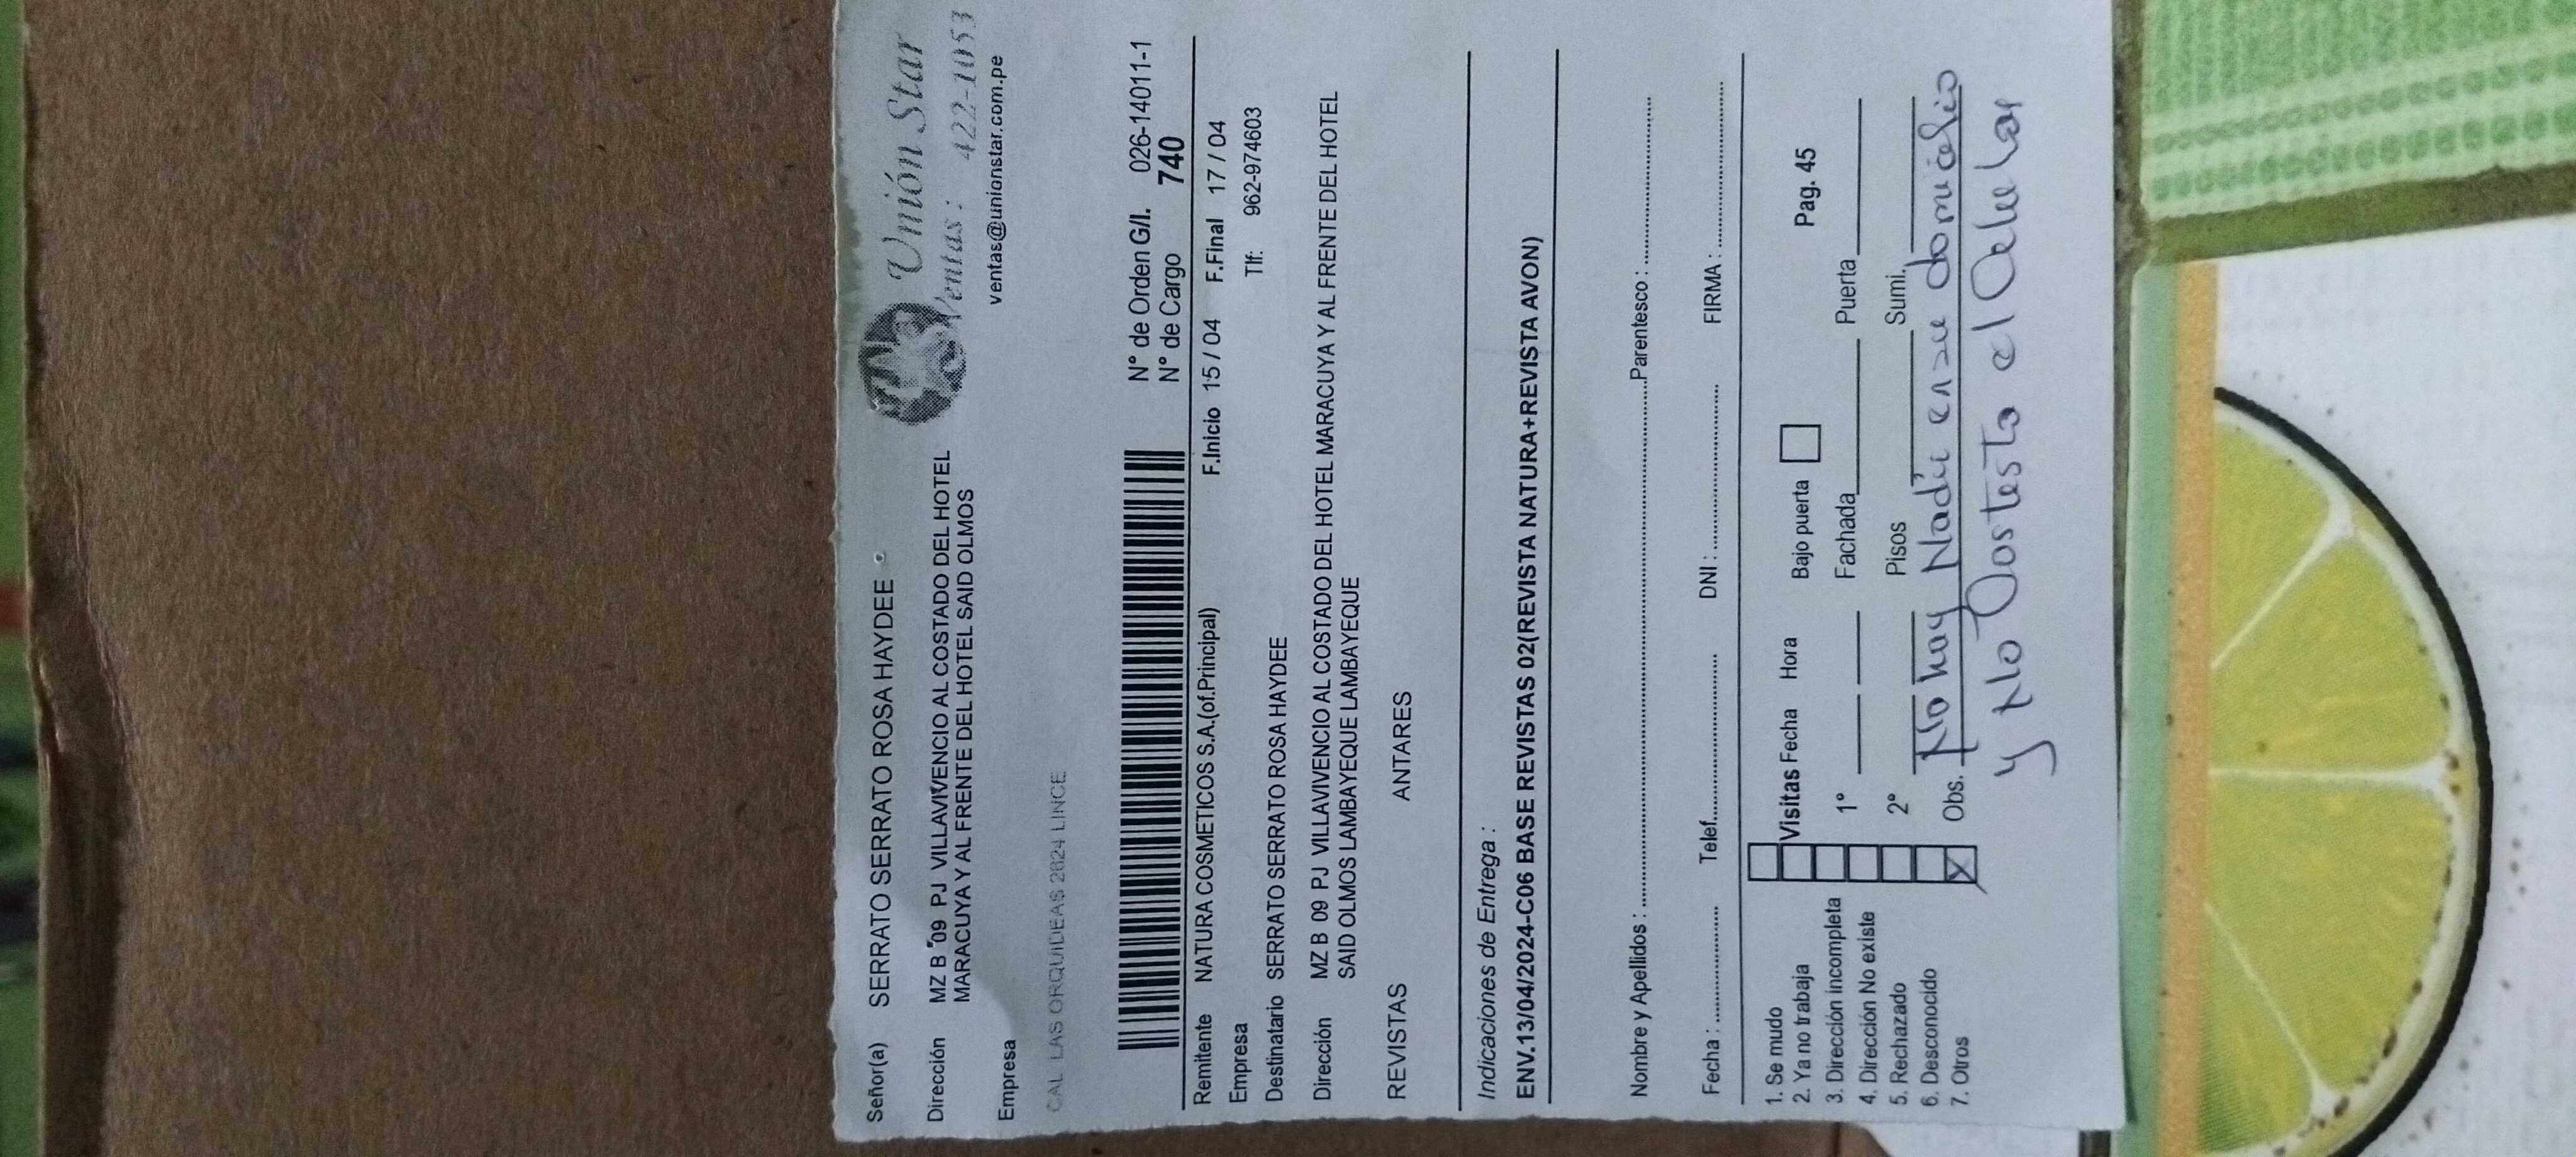 Unión Star
Ventas : 422-1053
ventas@unionstar.com.pe
Señor(a) SERRATO SERRATO ROSA HAYDEE
Dirección MZ B 09 PJ VILLAVIVENCIO AL COSTADO DEL HOTEL
MARACUYA Y AL FRENTE DEL HOTEL SAID OLMOS
Empresa
CAL LAS ORQUIDEAS 2624 LINCE
N° de Orden G/I. 026-14011-1
N° de Cargo 740
Remitente NATURA COSMETICOS S.A.(of.Principal) F.Inicio 15 / 04 F.Final 17 / 04
Empresa Tlf: 962-974603
Destinatario SERRATO SERRATO ROSA HAYDEE
Dirección MZ B 09 PJ VILLAVIVENCIO AL COSTADO DEL HOTEL MARACUYA Y AL FRENTE DEL HOTEL
SAID OLMOS LAMBAYEQUE LAMBAYEQUE
REVISTAS ANTARES
Indicaciones de Entrega :
ENV.13/04/2024-C06 BASE REVISTAS 02(REVISTA NATURA+REVISTA AVON)
Nombre y Apellidos : Parentesco :
Fecha : Telef. DNI : FIRMA :
1. Se mudo
2. Ya no trabaja
3. Dirección incompleta
4. Dirección No existe
5. Rechazado
6. Desconocido
7. Otros X
Visitas Fecha Hora Bajo puerta Pag. 45
1° Fachada Puerta
2° Pisos Sumi.
Obs. No hay Nadie en su domicilio
y No Contesto el Celular